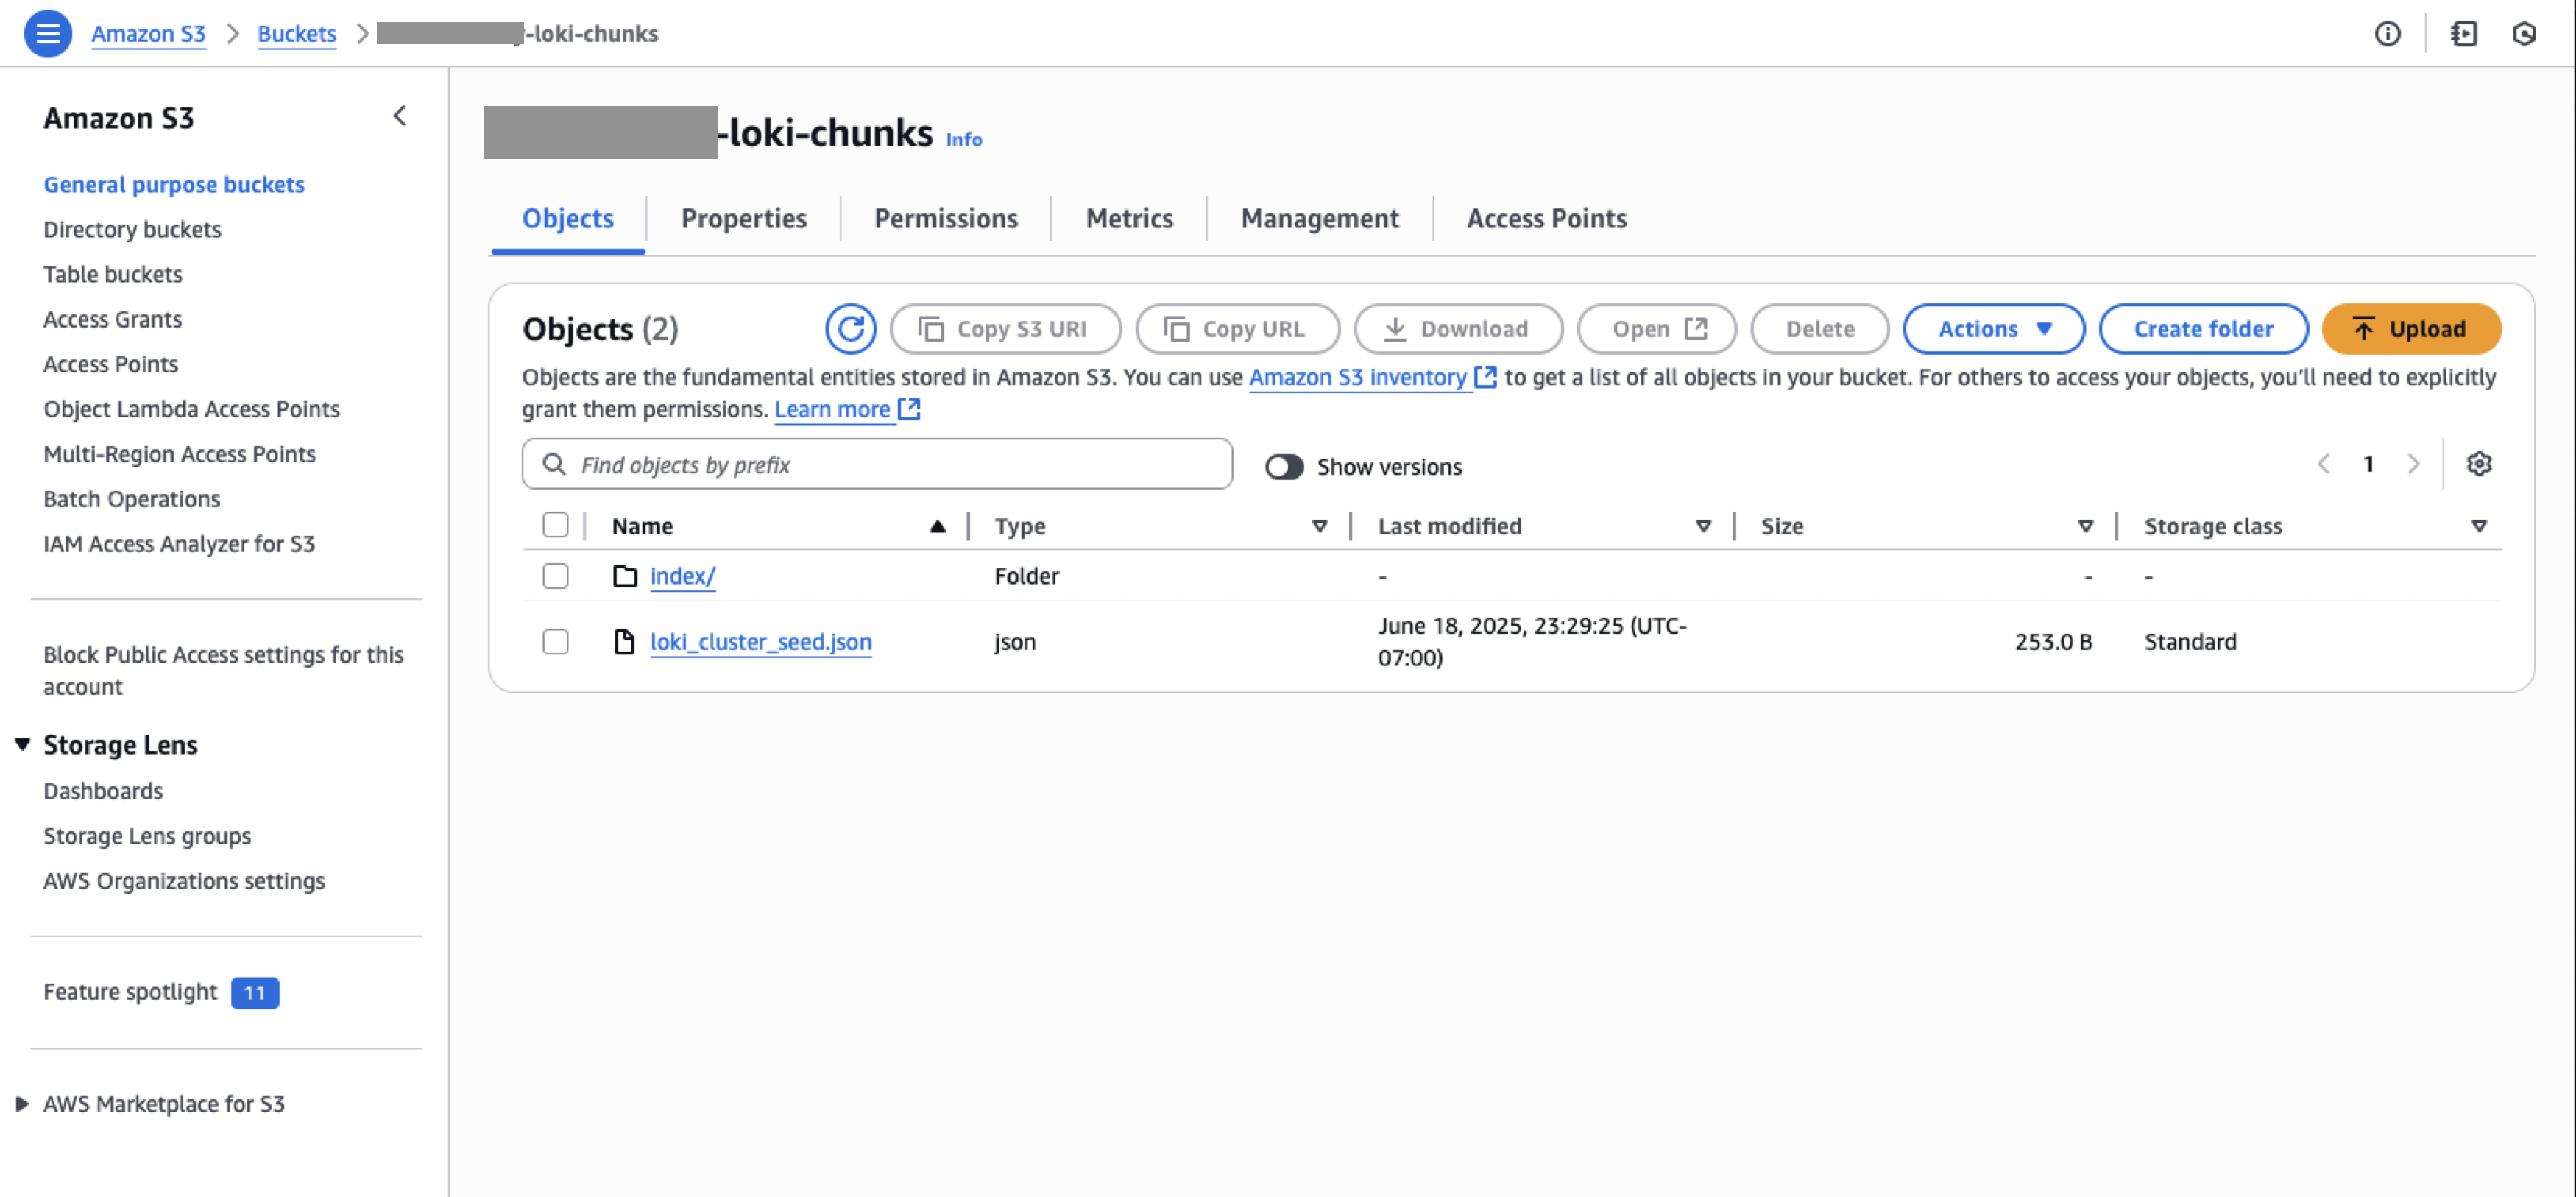 Amazon S3 > Buckets > -loki-chunks
Amazon S3
General purpose buckets
Directory buckets
Table buckets
Access Grants
Access Points
Object Lambda Access Points
Multi-Region Access Points
Batch Operations
IAM Access Analyzer for S3
Block Public Access settings for this
account
Storage Lens
Dashboards
Storage Lens groups
AWS Organizations settings
Feature spotlight 11
AWS Marketplace for S3
-loki-chunks Info
Objects Properties Permissions Metrics Management Access Points
Objects (2) Copy S3 URI Copy URL Download Open Delete Actions Create folder Upload
Objects are the fundamental entities stored in Amazon S3. You can use Amazon S3 inventory to get a list of all objects in your bucket. For others to access your objects, you’ll need to explicitly
grant them permissions. Learn more
Find objects by prefix Show versions 1
Name Type Last modified Size Storage class
index/ Folder - - -
loki_cluster_seed.json json June 18, 2025, 23:29:25 (UTC-
07:00) 253.0 B Standard